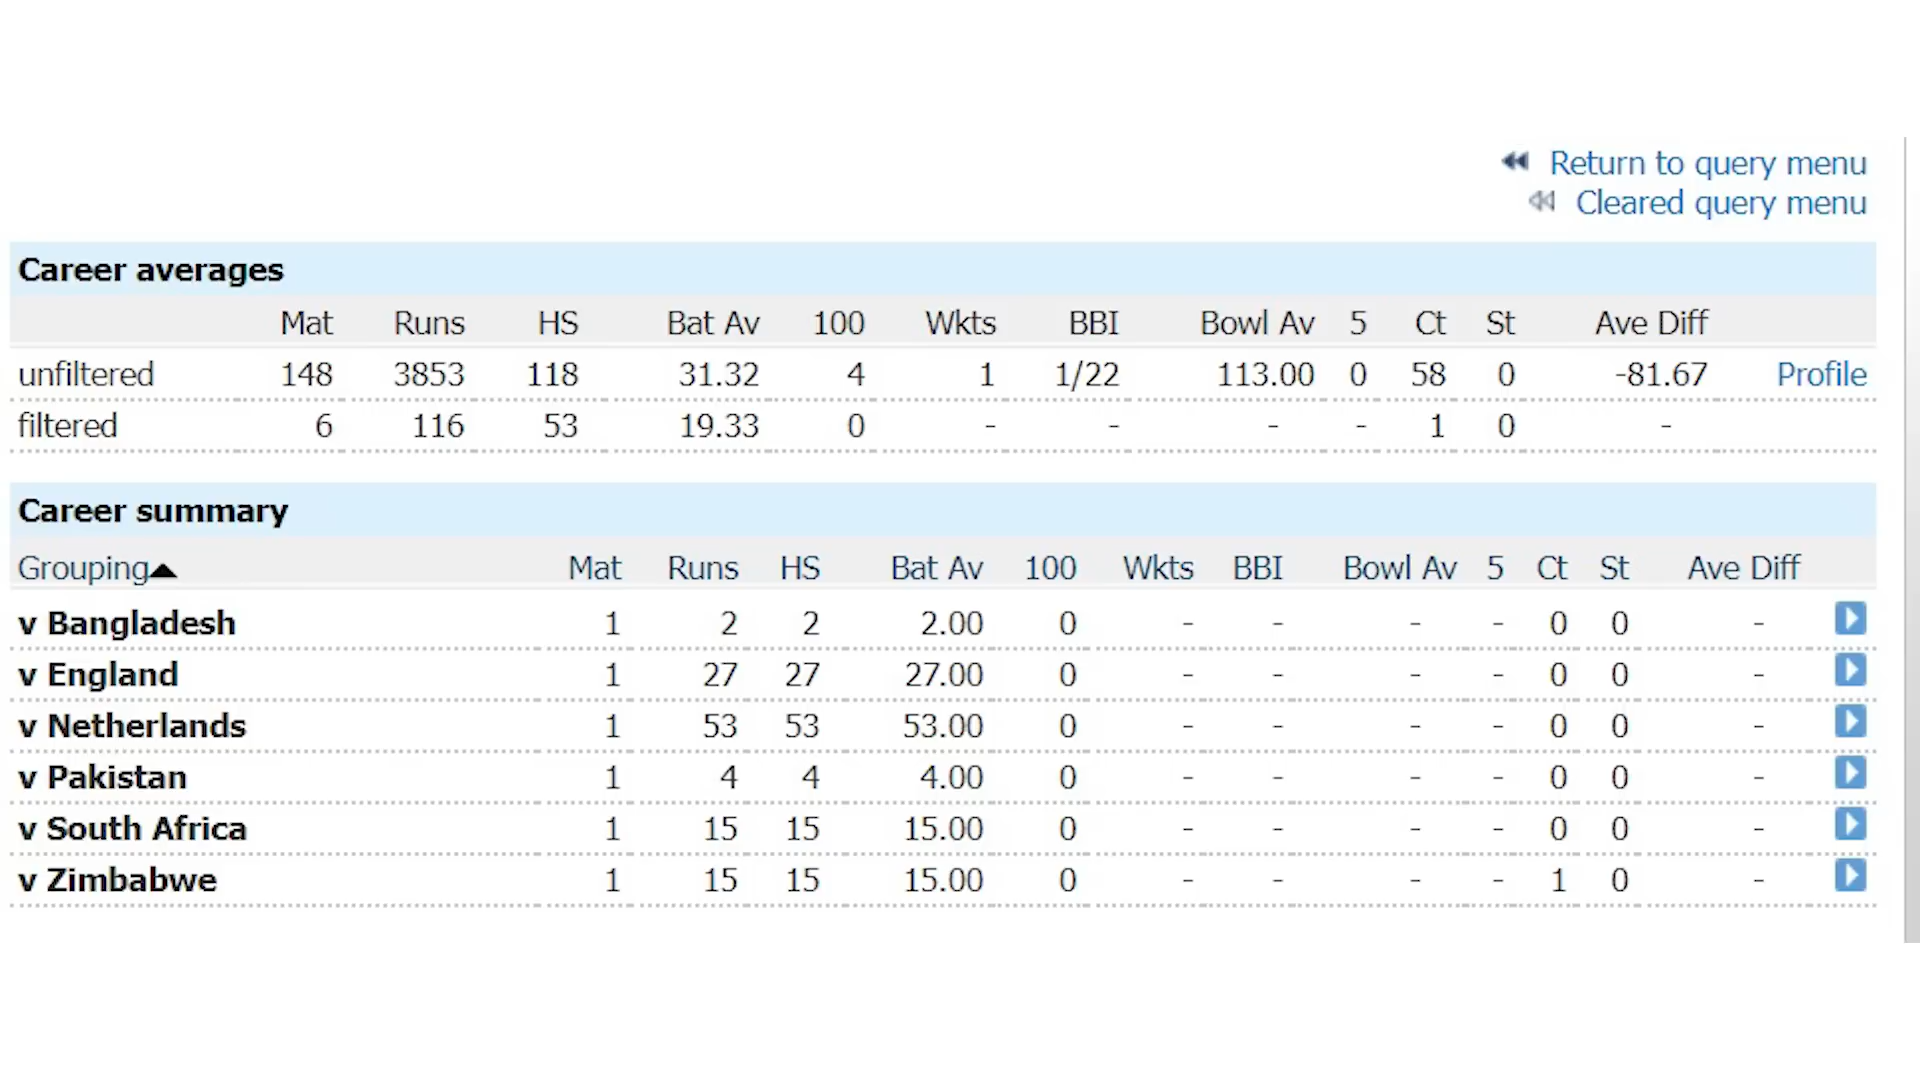 Return to query menu
Cleared query menu
Career averages
Mat Runs HS Bat Av 100 Wkts BBI Bowl Av 5 Ct St Ave Diff
unfiltered 148 3853 118 31.32 4 1 1/22 113.00 0 58 0 -81.67 Profile
filtered 6 116 53 19.33 0 - - - - 1 0 -
Career summary
Grouping Mat Runs HS Bat Av 100 Wkts BBI Bowl Av 5 Ct St Ave Diff
v Bangladesh 1 2 2 2.00 0 - - - - 0 0 -
v England 1 27 27 27.00 0 - - - - 0 0 -
v Netherlands 1 53 53 53.00 0 - - - - 0 0 -
v Pakistan 1 4 4 4.00 0 - - - - 0 0 -
v South Africa 1 15 15 15.00 0 - - - - 0 0 -
v Zimbabwe 1 15 15 15.00 0 - - - - 1 0 -